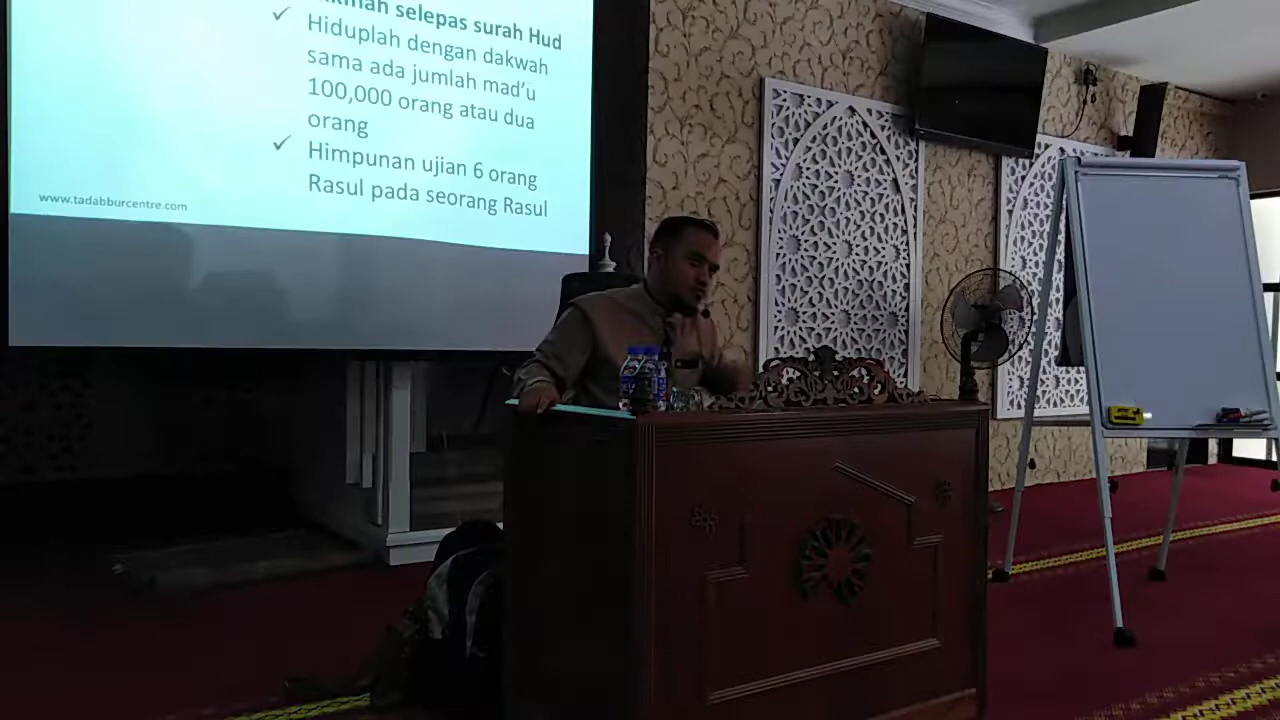 selepas surah Hud
Hiduplah dengan dakwah
sama ada jumlah mad'u
100,000 orang atau dua
orang
Himpunan ujian 6 orang
Rasul pada seorang Rasul
www.tadabburcentre.com